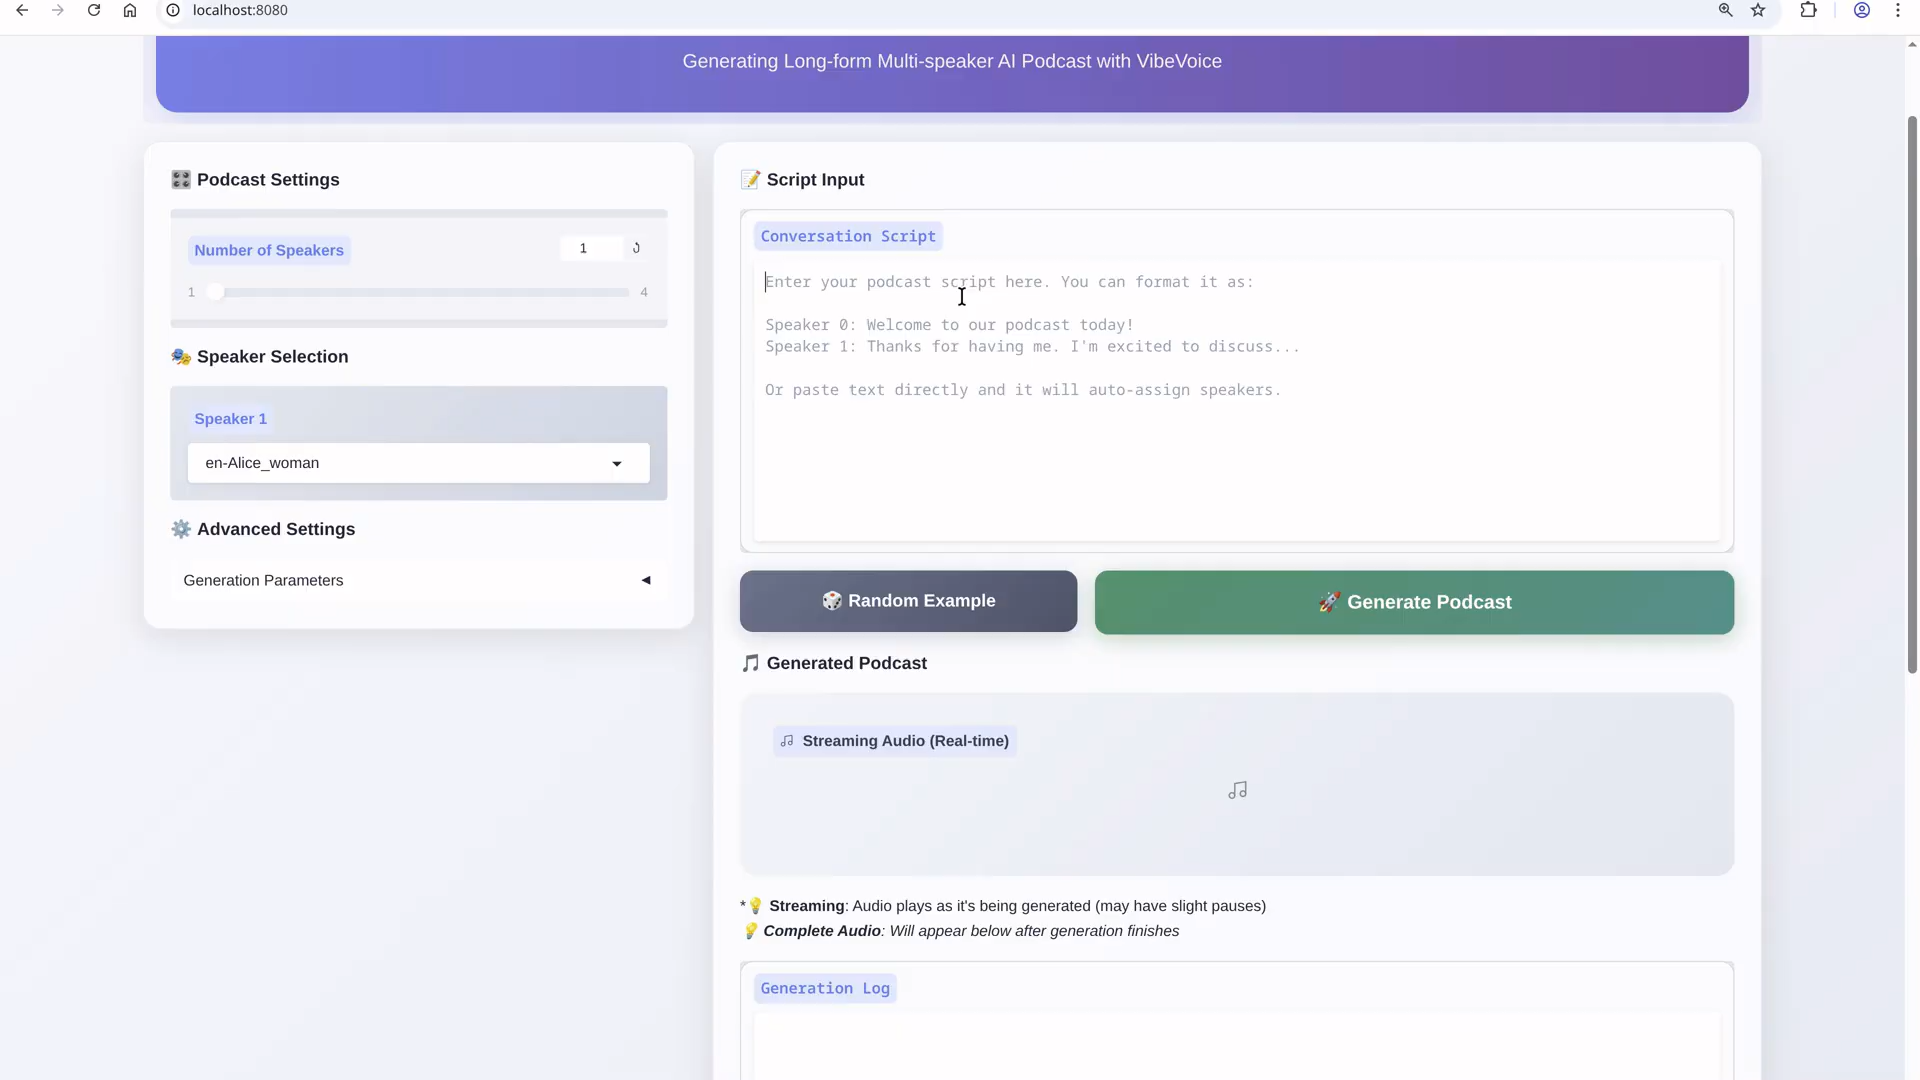 localhost:8080
Generating Long-form Multi-speaker AI Podcast with VibeVoice
Podcast Settings
Number of Speakers
1
1
4
Speaker Selection
Speaker 1
en-Alice_woman
Advanced Settings
Generation Parameters
Script Input
Conversation Script
Enter your podcast script here. You can format it as:
Speaker 0: Welcome to our podcast today!
Speaker 1: Thanks for having me. I'm excited to discuss...
Or paste text directly and it will auto-assign speakers.
Random Example
Generate Podcast
Generated Podcast
Streaming Audio (Real-time)
*💡 Streaming: Audio plays as it's being generated (may have slight pauses)
💡 Complete Audio: Will appear below after generation finishes
Generation Log